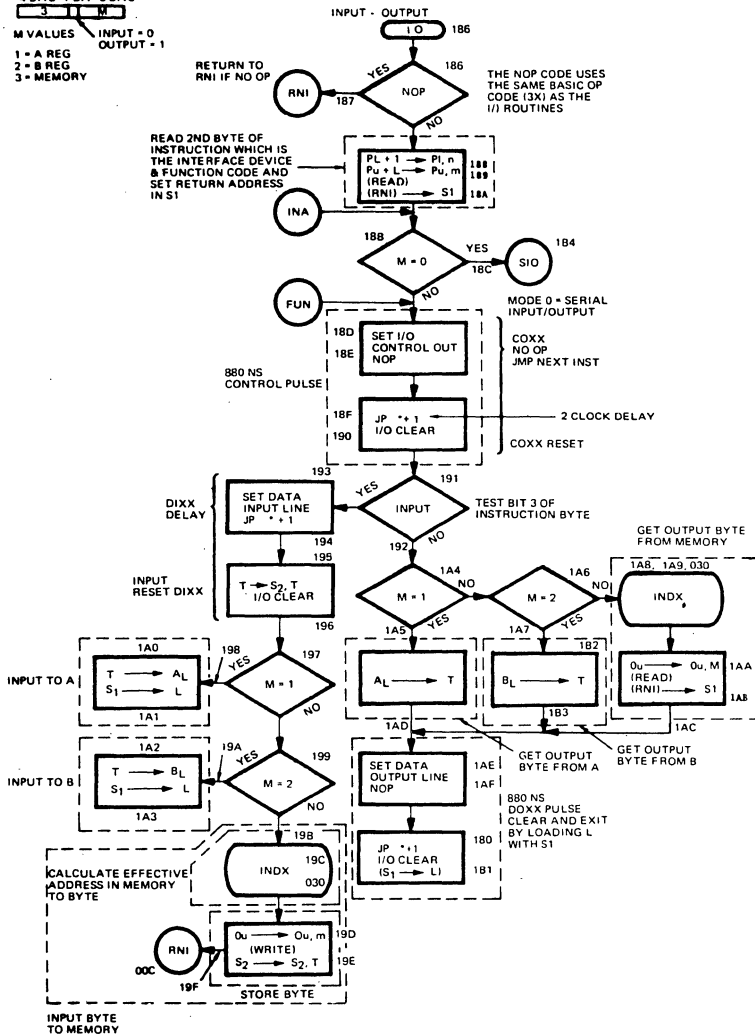 3 M
M VALUES
INPUT = 0
OUTPUT = 1
1 = A REG
2 = B REG
3 = MEMORY
INPUT - OUTPUT
I O
186
RETURN TO
RNI IF NO OP
RNI
187
YES
186
NOP
NO
THE NOP CODE USES
THE SAME BASIC OP
CODE (3X) AS THE
I/) ROUTINES
READ 2ND BYTE OF
INSTRUCTION WHICH IS
THE INTERFACE DEVICE
& FUNCTION CODE AND
SET RETURN ADDRESS
IN S1
PL + 1 → Pl, n
Pu + L → Pu, m
(READ)
(RNI) → S1
188
189
18A
INA
18B
M = 0
YES
18C
SIO
1B4
NO
FUN
MODE 0 = SERIAL
INPUT/OUTPUT
18D
18E
SET I/O
CONTROL OUT
NOP
COXX
NO OP
JMP NEXT INST
880 NS
CONTROL PULSE
18F
190
JP *+ 1
I/O CLEAR
2 CLOCK DELAY
COXX RESET
193
YES
191
INPUT
TEST BIT 3 OF
INSTRUCTION BYTE
DIXX
DELAY
SET DATA
INPUT LINE
JP *+ 1
194
192
NO
GET OUTPUT BYTE
FROM MEMORY
195
INPUT
RESET DIXX
T → S2, T
I/O CLEAR
196
1A4
M = 1
NO
YES
1A5
1A6
M = 2
NO
YES
1A7
1A8, 1A9, 030
INDX
INPUT TO A
1A0
T → AL
S1 → L
1A1
198
YES
197
M = 1
NO
AL → T
1AD
1B2
BL → T
1B3
0u → 0u, M
(READ)
(RNI) → S1
1AA
1AB
1AC
GET OUTPUT
BYTE FROM A
GET OUTPUT
BYTE FROM B
INPUT TO B
1A2
T → BL
S1 → L
1A3
19A
YES
199
M = 2
NO
SET DATA
OUTPUT LINE
NOP
1AE
1AF
880 NS
DOXX PULSE
CLEAR AND EXIT
BY LOADING L
WITH S1
JP *+1
I/O CLEAR
(S1 → L)
180
1B1
CALCULATE EFFECTIVE
ADDRESS IN MEMORY
TO BYTE
19B
19C
INDX
030
RNI
00C
19F
0u → Ou, m
(WRITE)
S2 → S2, T
19D
19E
STORE BYTE
INPUT BYTE
TO MEMORY